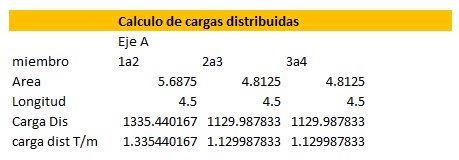 Calculo de cargas distribuidas
Eje A
miembro 1a2 2a3 3a4
Area 5.6875 4.8125 4.8125
Longitud 4.5 4.5 4.5
Carga Dis 1335.440167 1129.987833 1129.987833
carga dist T/m 1.335440167 1.129987833 1.129987833